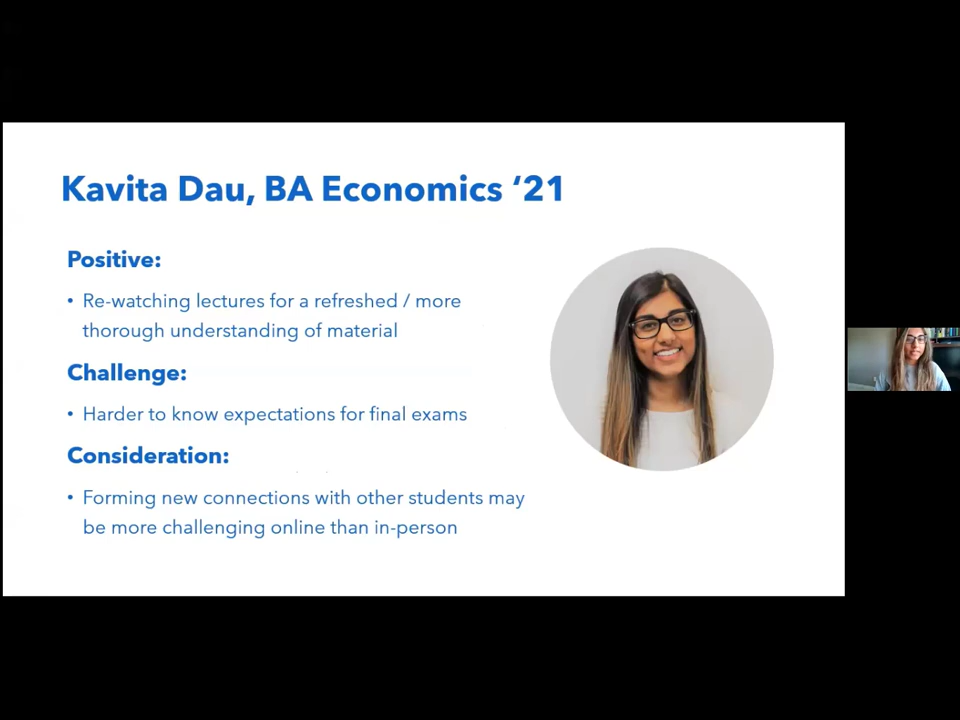 Kavita Dau, BA Economics ‘21
Positive:
• Re-watching lectures for a refreshed / more
thorough understanding of material
Challenge:
• Harder to know expectations for final exams
Consideration:
• Forming new connections with other students may
be more challenging online than in-person